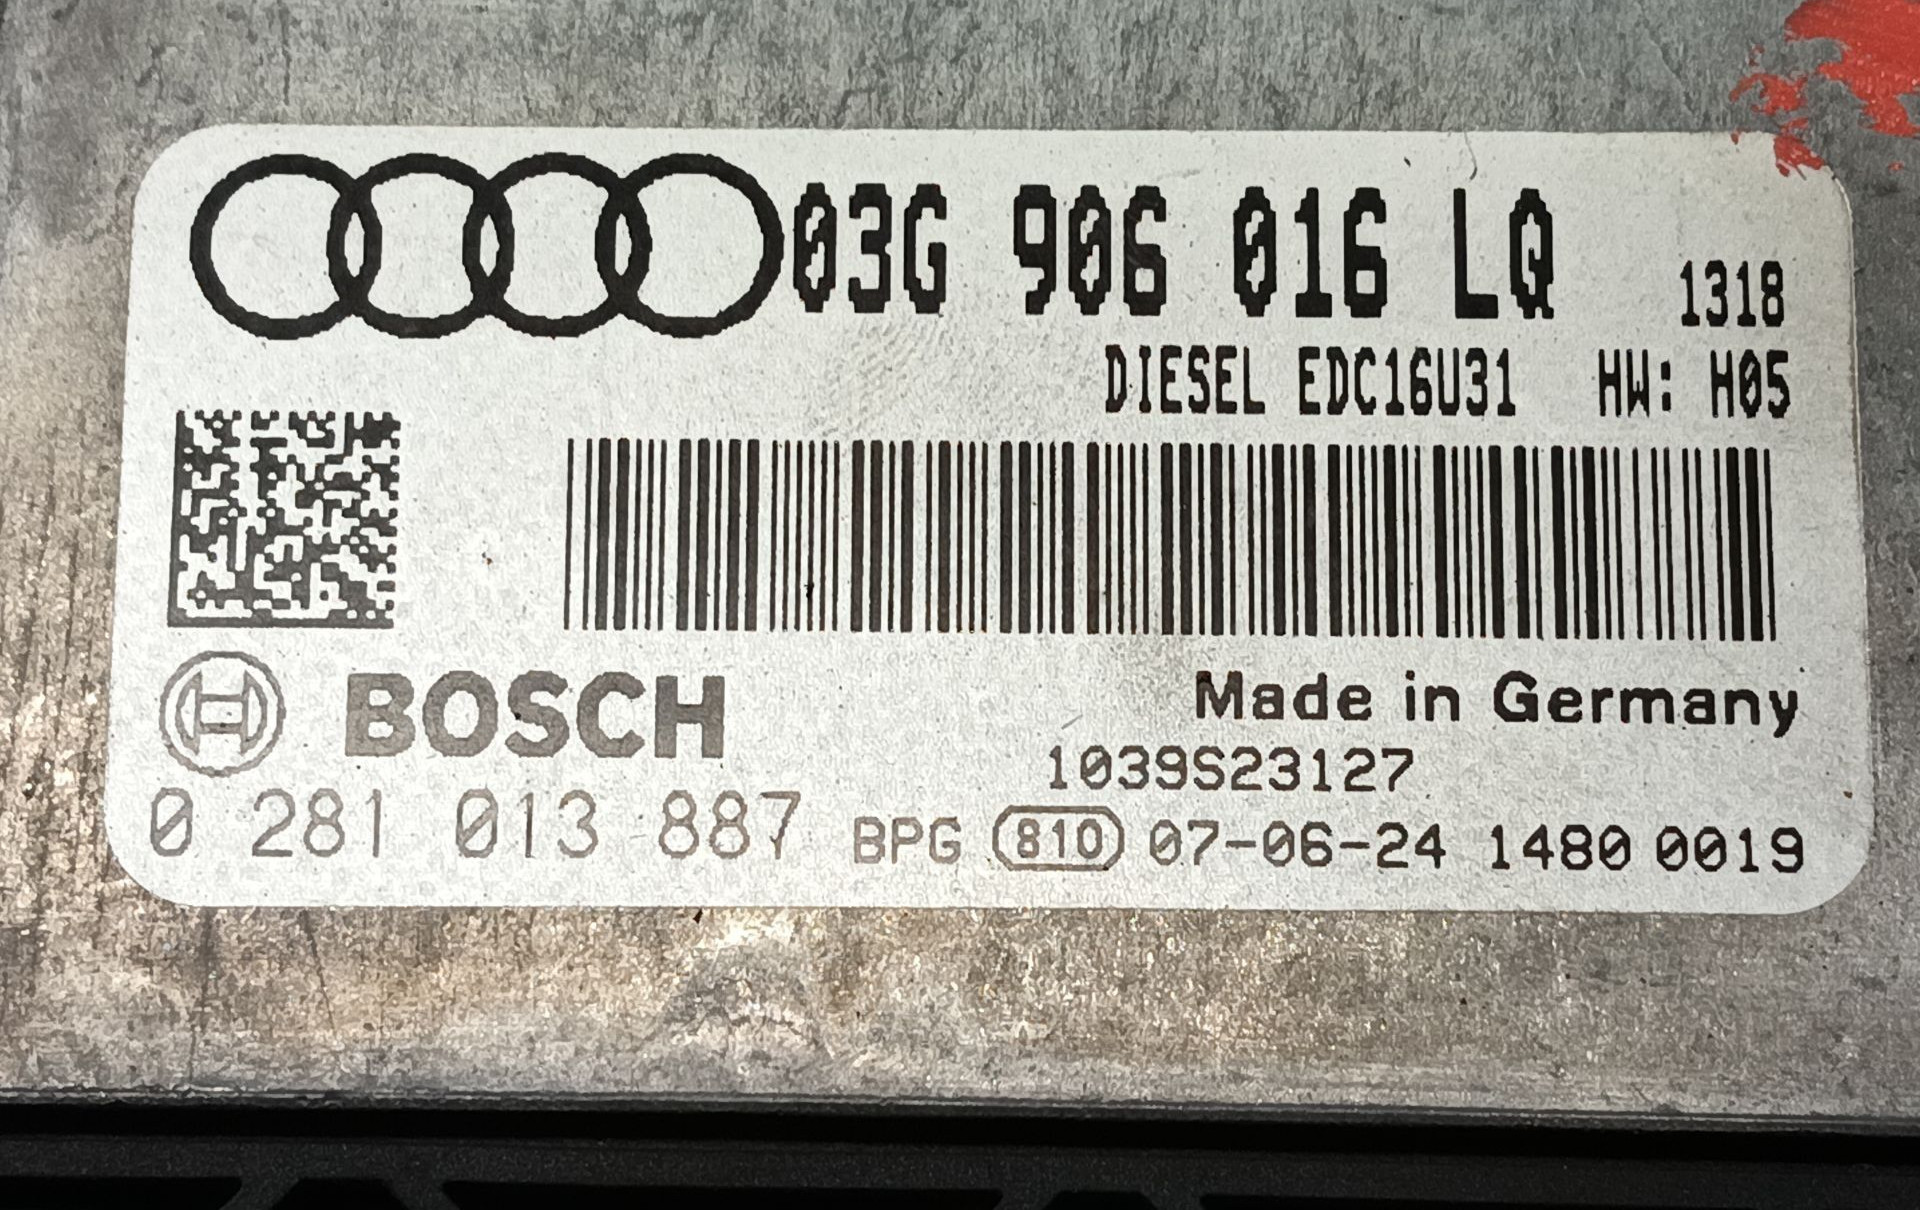 03G 906 016 LQ 1318
DIESEL EDC16U31 HW: H05
BOSCH Made in Germany
1039S23127
0 281 013 887 BPG 810 07-06-24 1480 0019